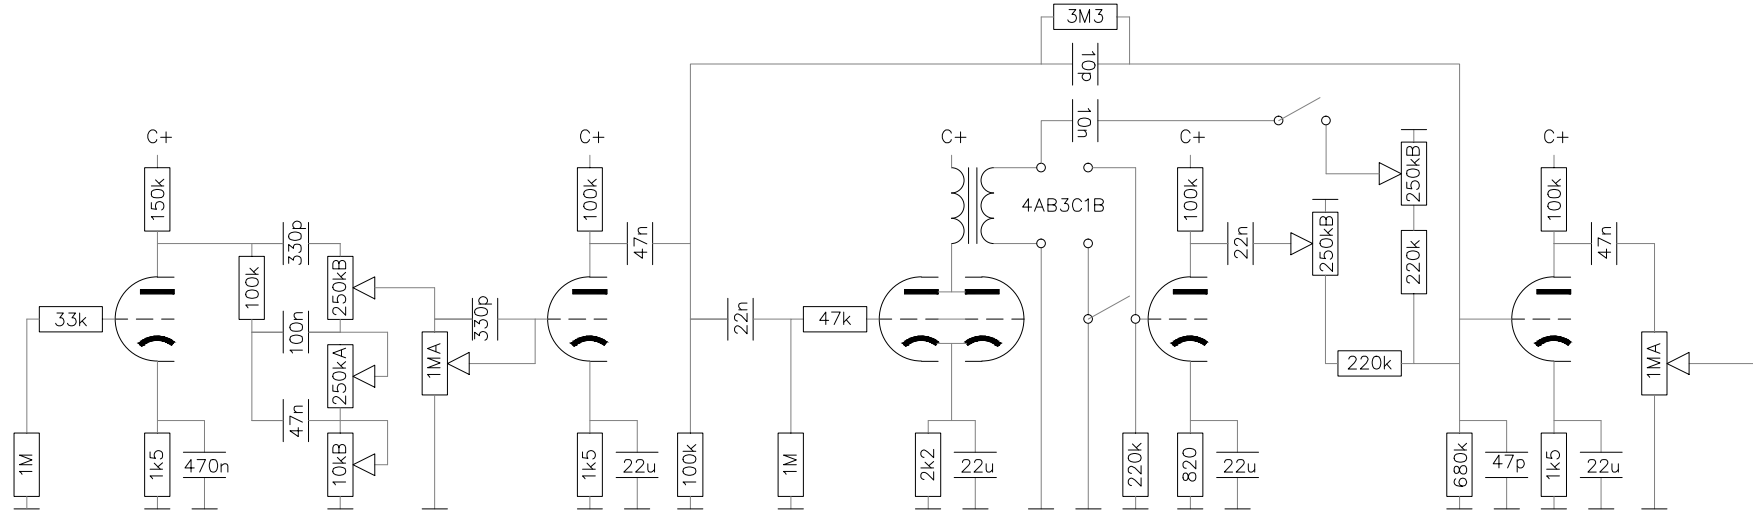 3M3
10p
10n
C+
C+
C+
C+
C+
150k
330p
100k
47n
4AB3C1B
100k
22n
250kB
250kB
220k
100k
47n
33k
100k
100n
47n
250kB
250kA
10kB
1MA
330p
22n
47k
220k
1MA
1M
1k5
470n
1k5
22u
100k
1M
2k2
22u
220k
820
22u
680k
47p
1k5
22u